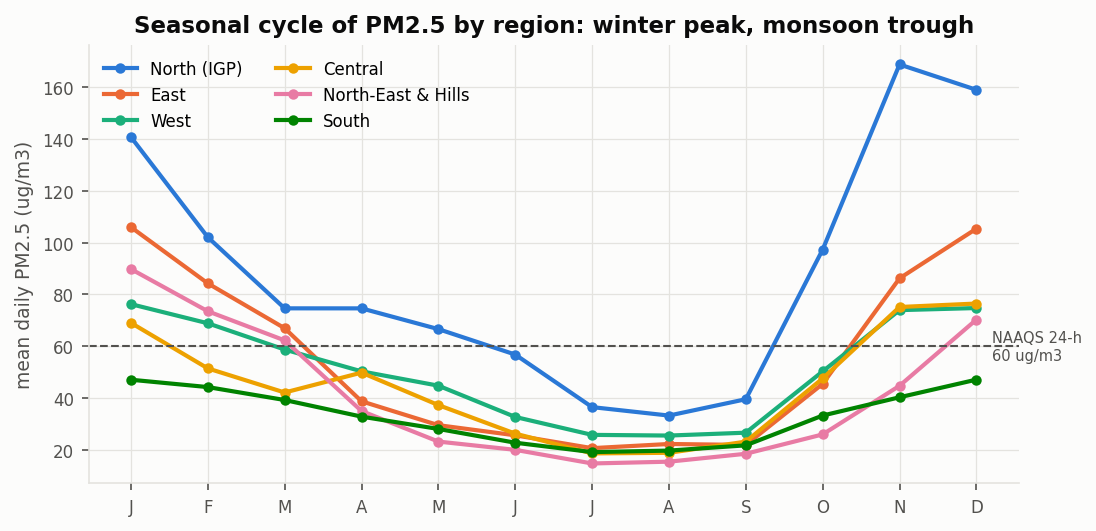 Seasonal cycle of PM2.5 by region: winter peak, monsoon trough
North (IGP)
East
West
Central
North-East & Hills
South
mean daily PM2.5 (ug/m3)
160
140
120
100
80
60
40
20
NAAQS 24-h
60 ug/m3
J F M A M J J A S O N D